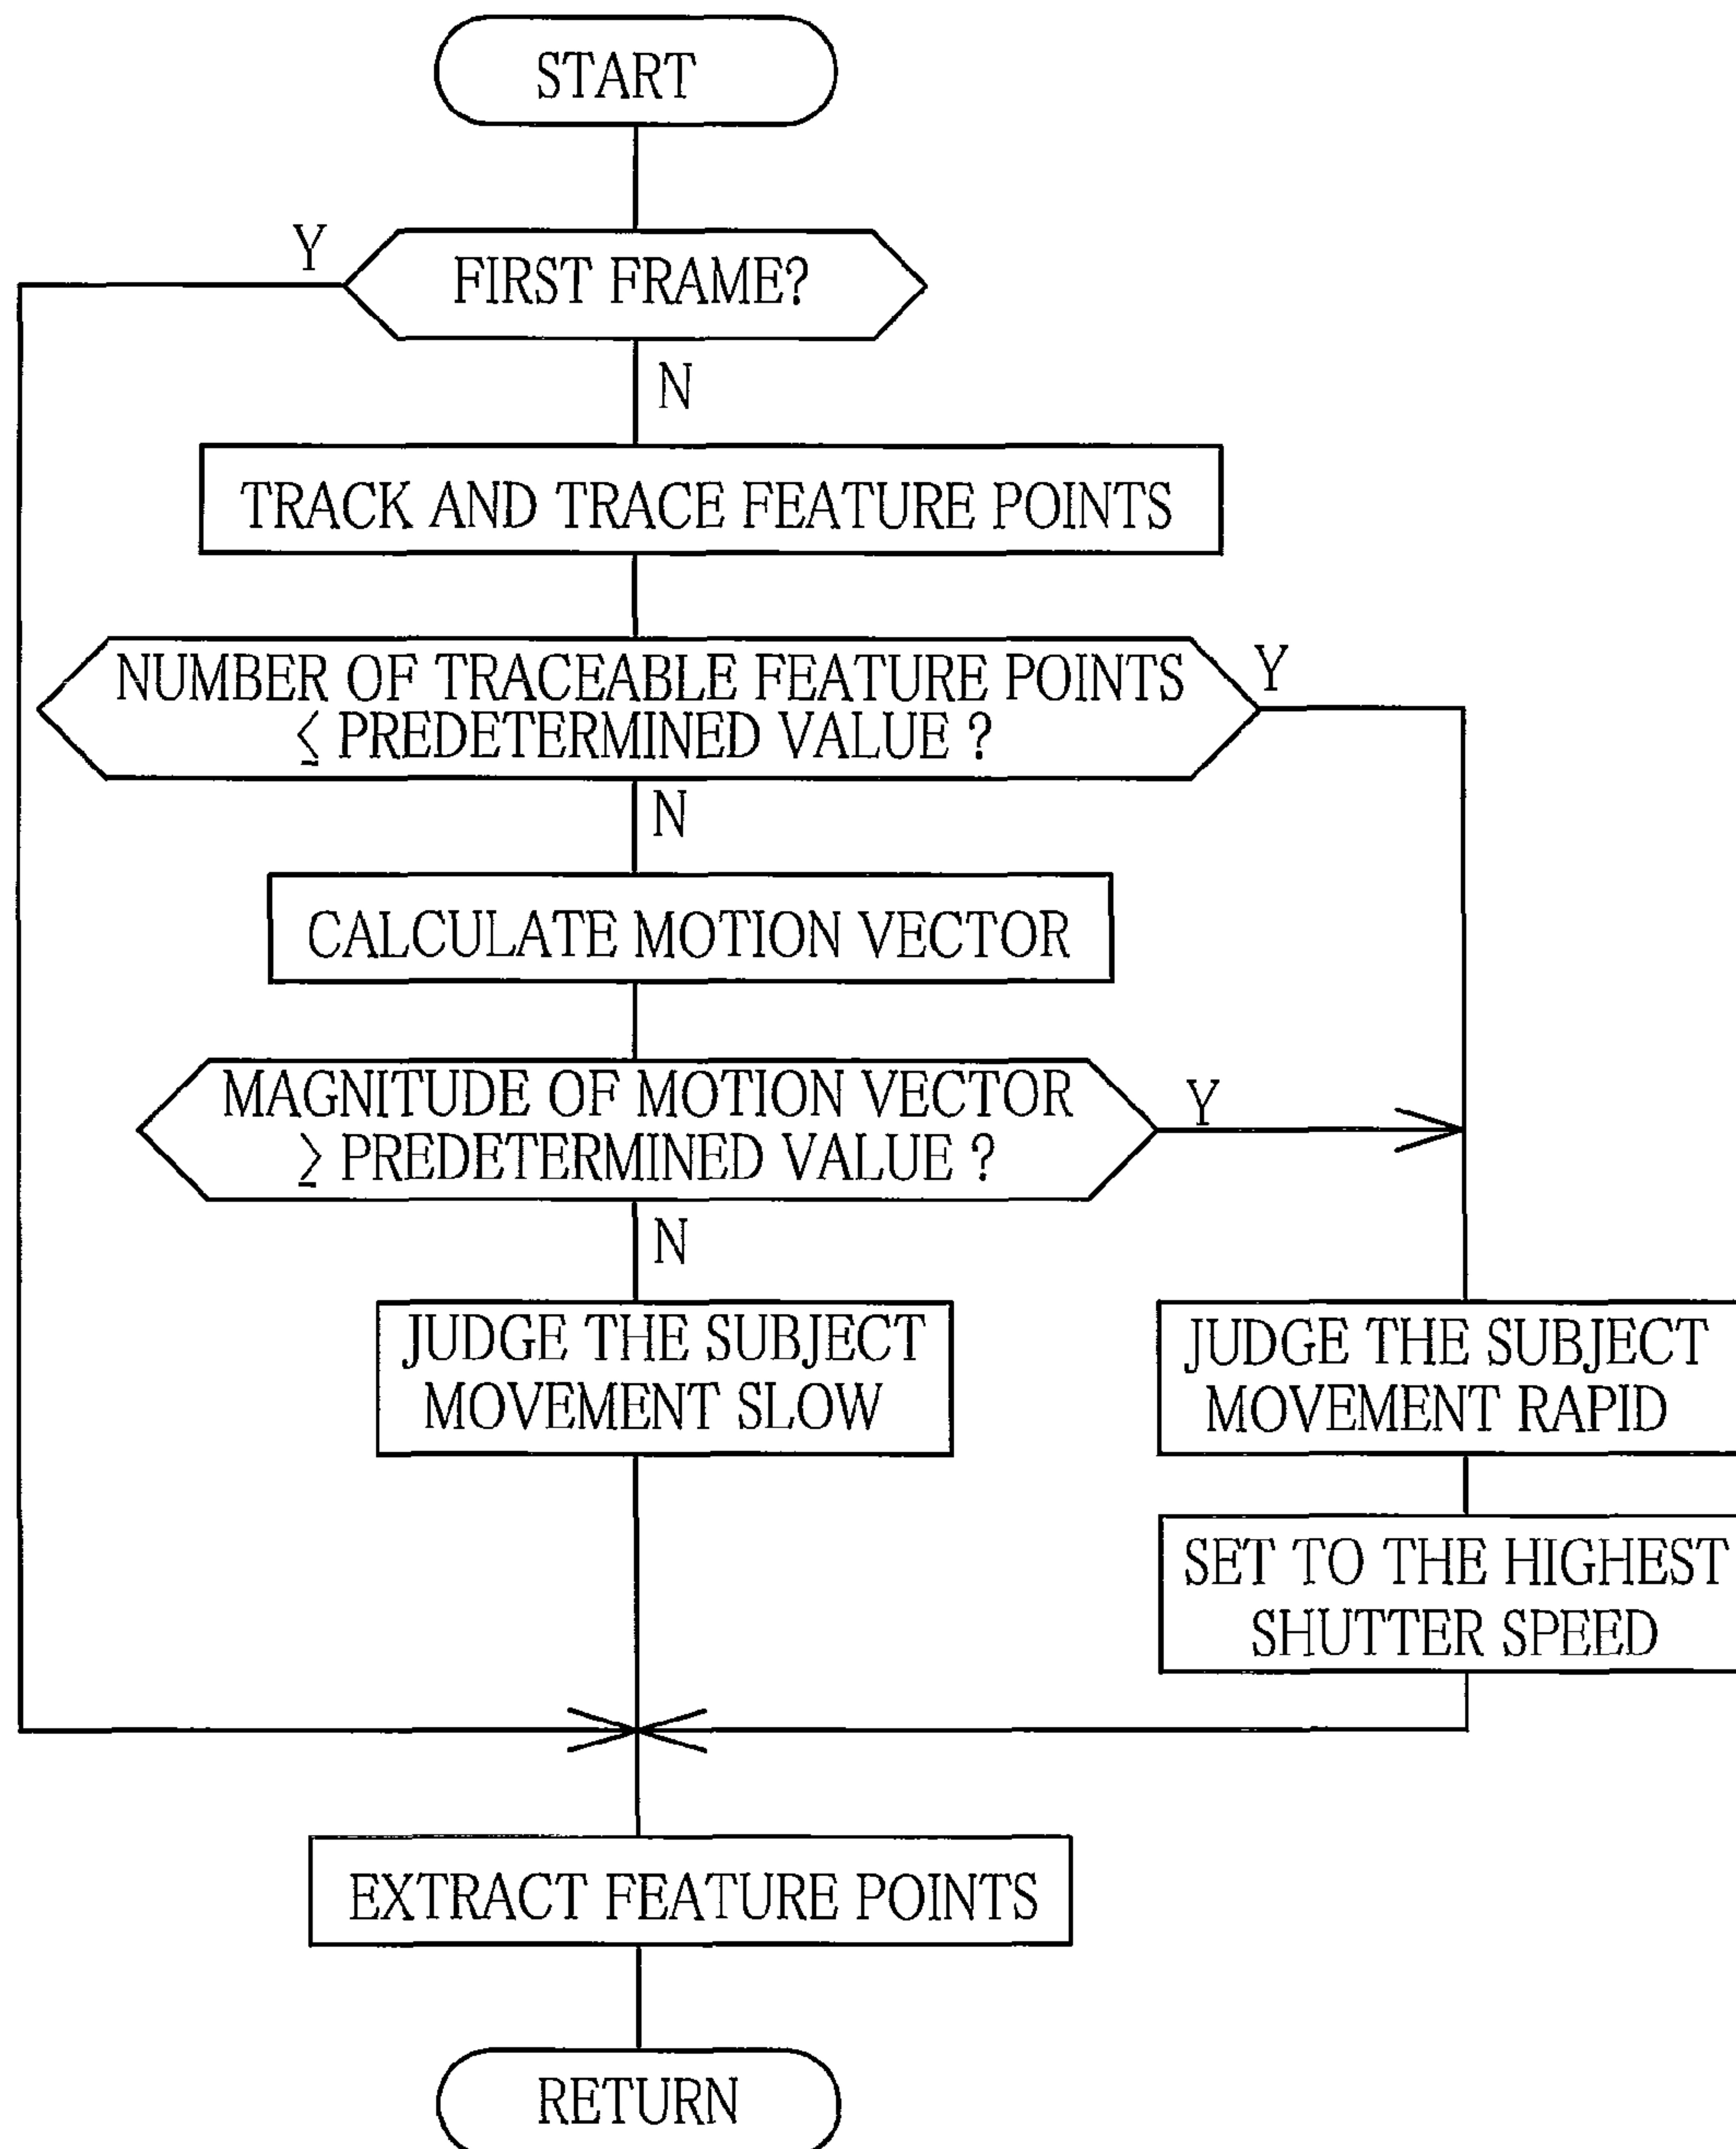 START
Y
FIRST FRAME?
N
TRACK AND TRACE FEATURE POINTS
NUMBER OF TRACEABLE FEATURE POINTS
≤ PREDETERMINED VALUE ?
Y
N
CALCULATE MOTION VECTOR
MAGNITUDE OF MOTION VECTOR
≥ PREDETERMINED VALUE ?
Y
N
JUDGE THE SUBJECT
MOVEMENT SLOW
JUDGE THE SUBJECT
MOVEMENT RAPID
SET TO THE HIGHEST
SHUTTER SPEED
EXTRACT FEATURE POINTS
RETURN